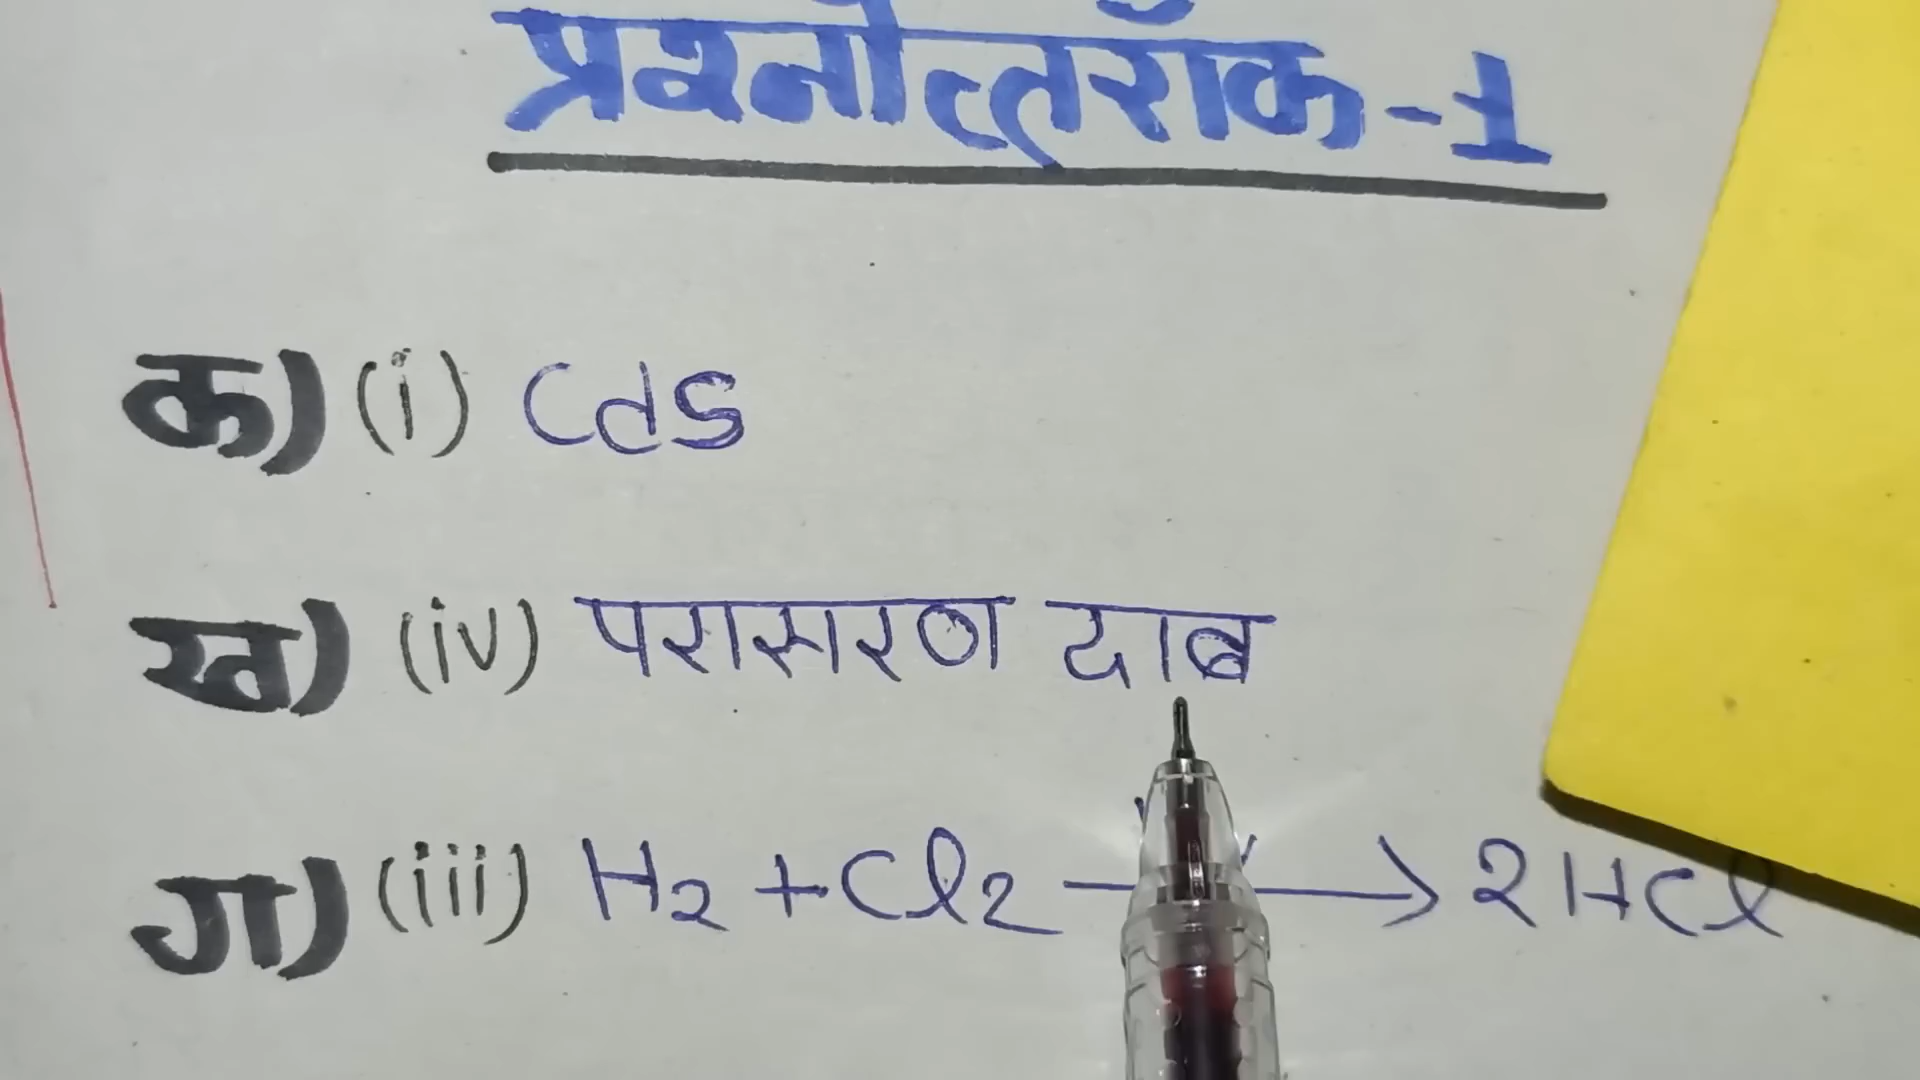 प्रश्नोत्तराँक-1
क) (i) Cds
ख) (iv) परासरण दाब
ग) (iii) H2 + Cl2 → 2HCl